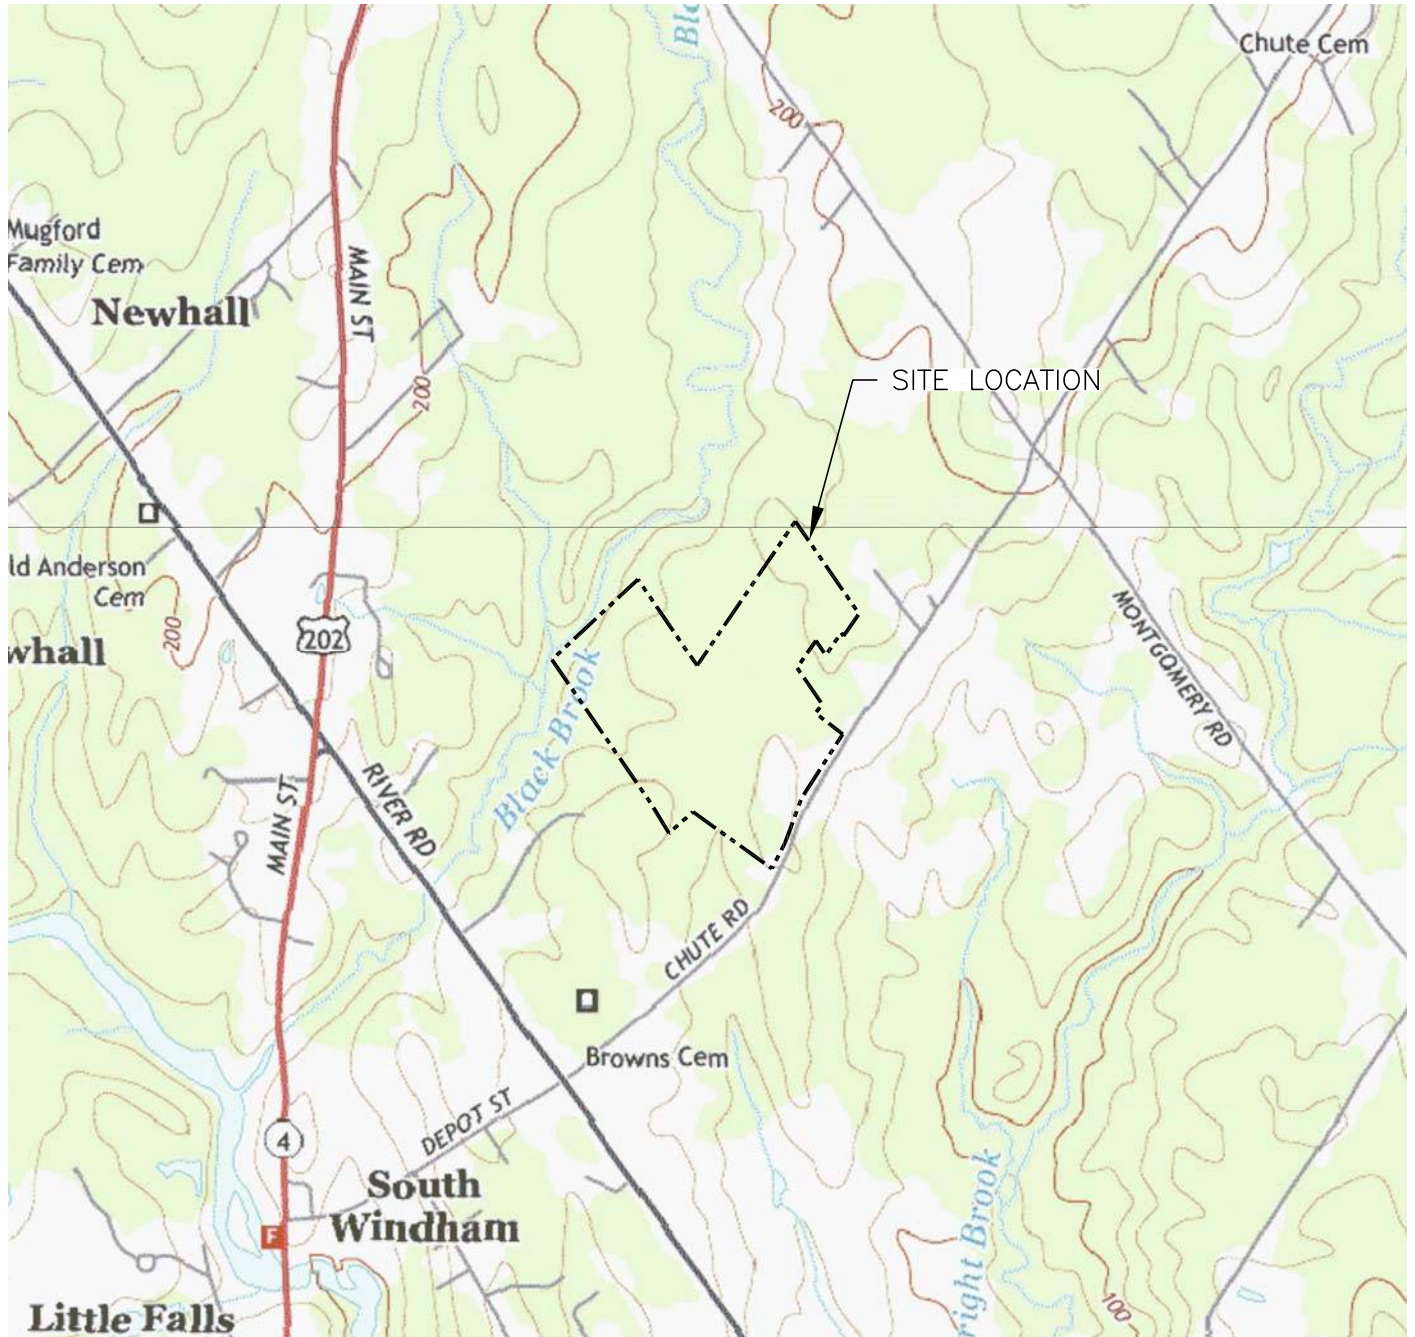 Blo
Chute Cem
200
Mugford
Family Cem
Newhall
MAIN ST
200
SITE LOCATION
ld Anderson
Cem
200
whall
202
Black Brook
MONTGOMERY RD
RIVER RD
MAIN ST
CHUTE RD
Browns Cem
DEPOT ST
4
South
Windham
F
right Brook
100
Little Falls